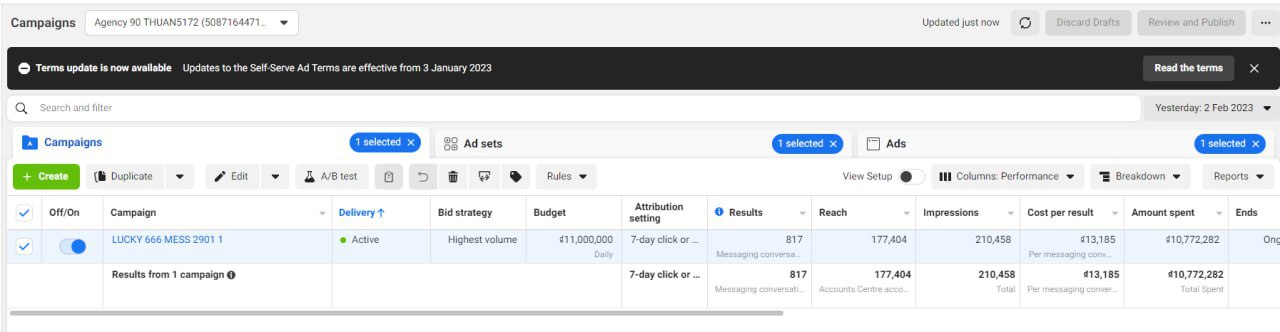 Campaigns Agency 90 THUAN5172 (5087164471... Updated just now Discard Drafts Review and Publish
Terms update is now available Updates to the Self-Serve Ad Terms are effective from 3 January 2023 Read the terms
Search and filter Yesterday: 2 Feb 2023
Campaigns 1 selected Ad sets 1 selected Ads 1 selected
+ Create Duplicate Edit A/B test Rules View Setup Columns: Performance Breakdown Reports
Off/On Campaign Delivery ↑ Bid strategy Budget Attribution setting Results Reach Impressions Cost per result Amount spent Ends
LUCKY 666 MESS 2901 1 Active Highest volume ₫11,000,000 7-day click or ... 817 177,404 210,458 ₫13,185 ₫10,772,282 Ong
Daily Messaging conversa... Per messaging conv...
Results from 1 campaign 7-day click or ... 817 177,404 210,458 ₫13,185 ₫10,772,282
Messaging conversati... Accounts Centre acco... Total Per messaging conver... Total Spent